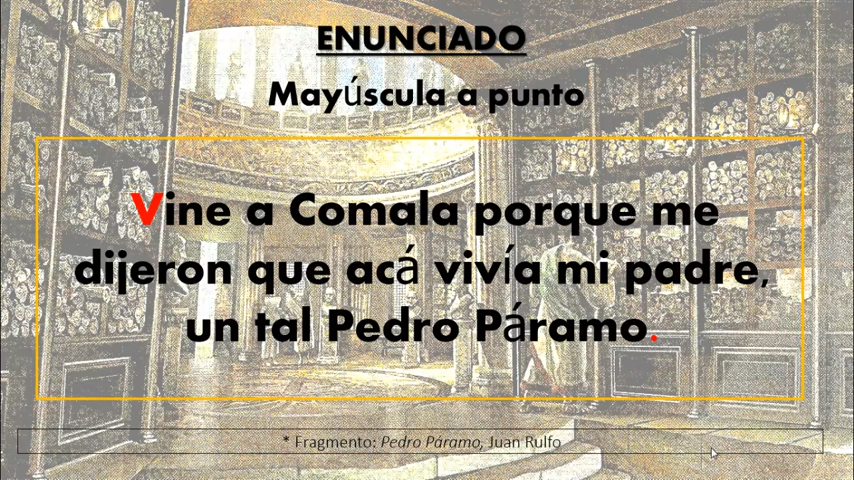 ENUNCIADO
Mayúscula a punto
Vine a Comala porque me
dijeron que acá vivía mi padre,
un tal Pedro Páramo.
* Fragmento: Pedro Páramo, Juan Rulfo